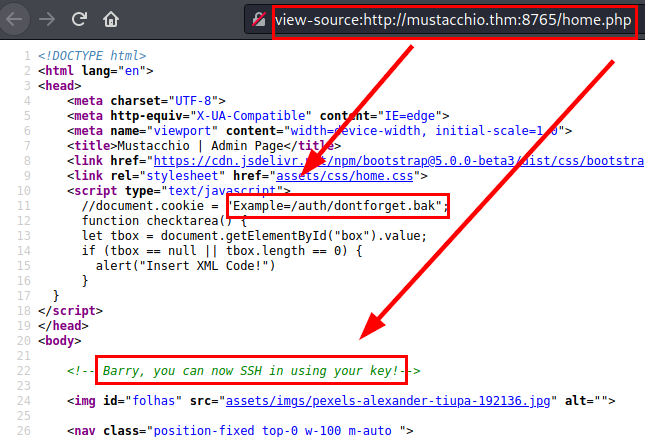 view-source:http://mustacchio.thm:8765/home.php
1 <!DOCTYPE html>
2 <html lang="en">
3 <head>
4 <meta charset="UTF-8">
5 <meta http-equiv="X-UA-Compatible" content="IE=edge">
6 <meta name="viewport" content="width=device-width, initial-scale=1.0">
7 <title>Mustacchio | Admin Page</title>
8 <link href="https://cdn.jsdelivr.net/npm/bootstrap@5.0.0-beta3/dist/css/bootstra
9 <link rel="stylesheet" href="assets/css/home.css">
10 <script type="text/javascript">
11 //document.cookie = "Example=/auth/dontforget.bak";
12 function checktarea() {
13 let tbox = document.getElementById("box").value;
14 if (tbox == null || tbox.length == 0) {
15 alert("Insert XML Code!")
16 }
17 }
18 </script>
19 </head>
20 <body>
21
22 <!-- Barry, you can now SSH in using your key!-->
23
24 <img id="folhas" src="assets/imgs/pexels-alexander-tiupa-192136.jpg" alt="">
25
26 <nav class="position-fixed top-0 w-100 m-auto ">